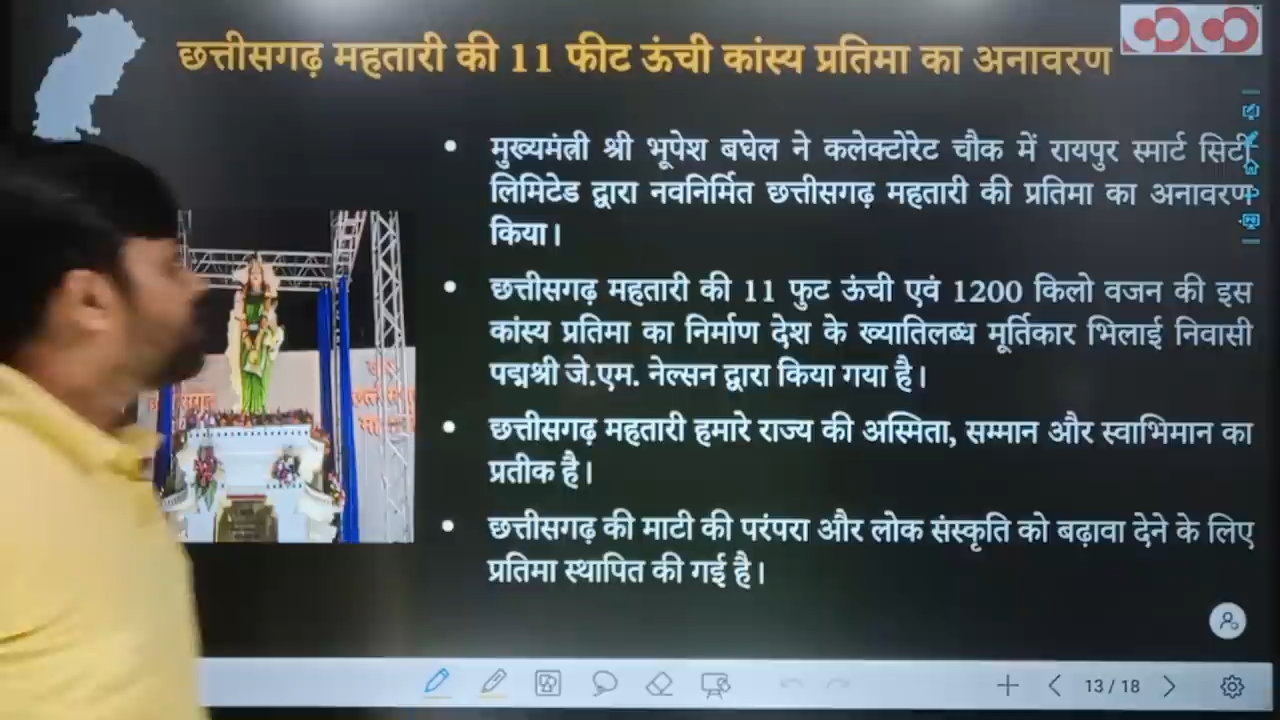 छत्तीसगढ़ महतारी की 11 फीट ऊंची कांस्य प्रतिमा का अनावरण
• मुख्यमंत्री श्री भूपेश बघेल ने कलेक्टोरेट चौक में रायपुर स्मार्ट सिटी
लिमिटेड द्वारा नवनिर्मित छत्तीसगढ़ महतारी की प्रतिमा का अनावरण
किया।
• छत्तीसगढ़ महतारी की 11 फुट ऊंची एवं 1200 किलो वजन की इस
कांस्य प्रतिमा का निर्माण देश के ख्यातिलब्ध मूर्तिकार भिलाई निवासी
पद्मश्री जे.एम. नेल्सन द्वारा किया गया है।
• छत्तीसगढ़ महतारी हमारे राज्य की अस्मिता, सम्मान और स्वाभिमान का
प्रतीक है।
• छत्तीसगढ़ की माटी की परंपरा और लोक संस्कृति को बढ़ावा देने के लिए
प्रतिमा स्थापित की गई है।
13 / 18